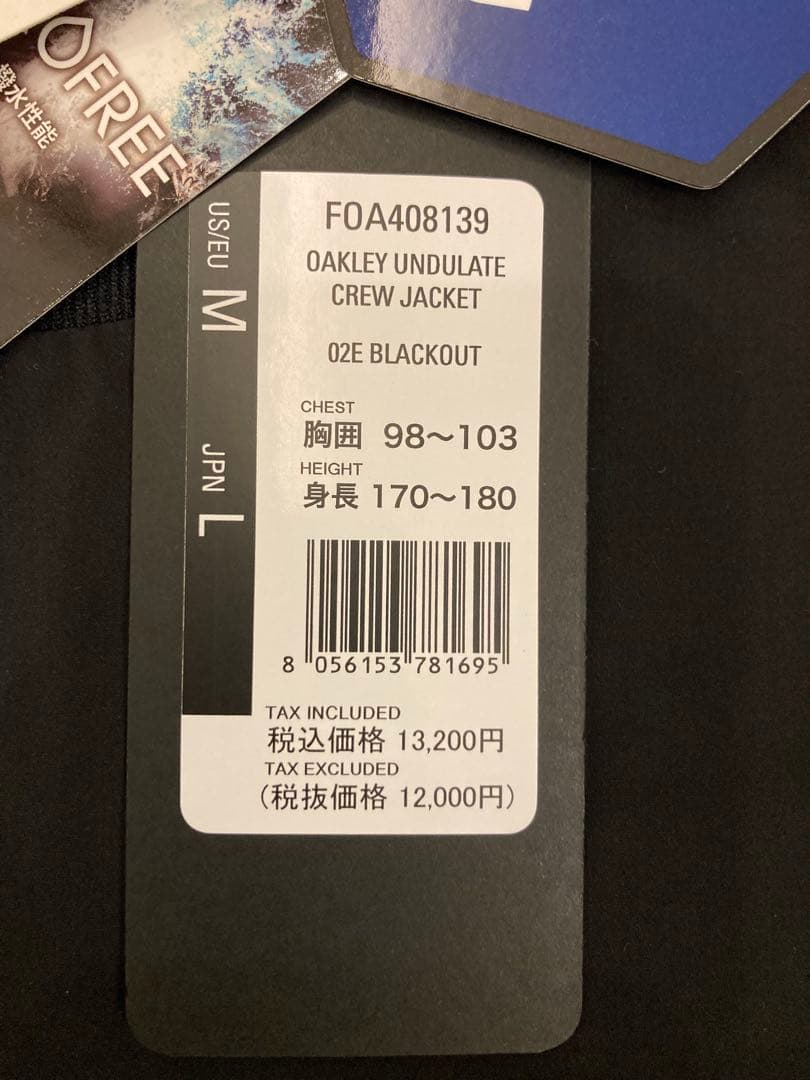 FREE
撥水性能
US/EU M
JPN L
FOA408139
OAKLEY UNDULATE
CREW JACKET
02E BLACKOUT
CHEST
胸囲 98〜103
HEIGHT
身長 170〜180
8 056153 781695
TAX INCLUDED
税込価格 13,200円
TAX EXCLUDED
(税抜価格 12,000円)